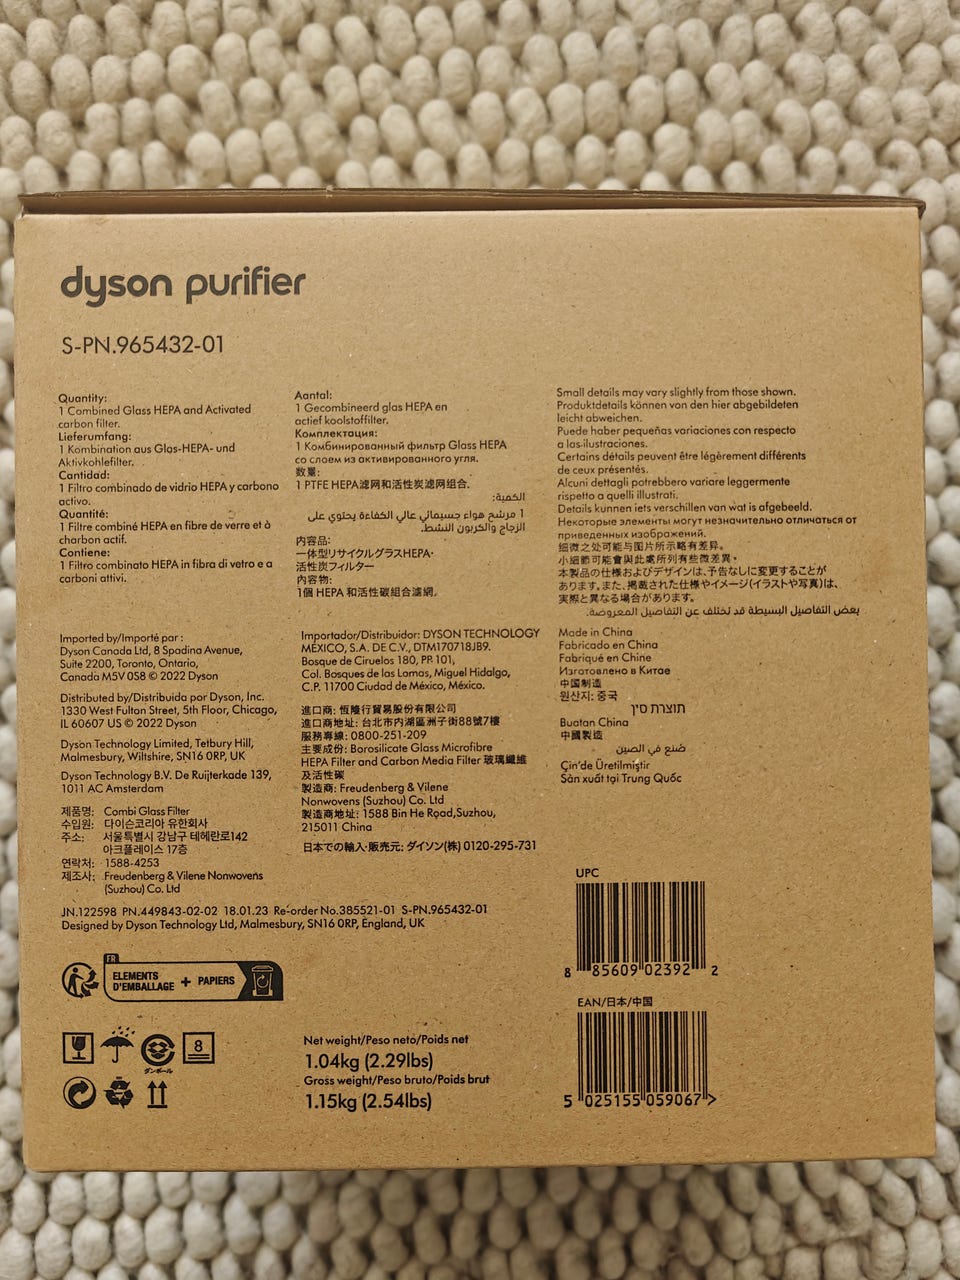 dyson purifier
S-PN.965432-01
Quantity:
1 Combined Glass HEPA and Activated
carbon filter.
Lieferumfang:
1 Kombination aus Glas-HEPA- und
Aktivkohlefilter.
Cantidad:
1 Filtro combinado de vidrio HEPA y carbono
activo.
Quantité:
1 Filtre combiné HEPA en fibre de verre et à
charbon actif.
Contiene:
1 Filtro combinato HEPA in fibra di vetro e a
carboni attivi.
Aantal:
1 Gecombineerd glas HEPA en
actief koolstoffilter.
Комплектация:
1 Комбинированный фильтр Glass HEPA
со слоем из активированного угля.
数量:
1 PTFE HEPA滤网和活性炭滤网组合.
الكمية:
1 مرشح هواء جسيمائي عالي الكفاءة يحتوي على
الزجاج والكربون النشط.
内容品:
一体型リサイクルグラスHEPA・
活性炭フィルター
內容物:
1個 HEPA 和活性碳組合濾網。
Small details may vary slightly from those shown.
Produktdetails können von den hier abgebildeten
leicht abweichen.
Puede haber pequeñas variaciones con respecto
a las ilustraciones.
Certains détails peuvent être légèrement différents
de ceux présentés.
Alcuni dettagli potrebbero variare leggermente
rispetto a quelli illustrati.
Details kunnen iets verschillen van wat is afgebeeld.
Некоторые элементы могут незначительно отличаться от
приведенных изображений.
细微之处可能与图片所示略有差异。
小細節可能會與此處所列有些微差異。
本製品の仕様およびデザインは、予告なしに変更することが
あります。また、掲載された仕様やイメージ(イラストや写真)は、
実際と異なる場合があります。
بعض التفاصيل البسيطة قد تختلف عن التفاصيل المعروضة.
Imported by/Importé par :
Dyson Canada Ltd, 8 Spadina Avenue,
Suite 2200, Toronto, Ontario,
Canada M5V 0S8 © 2022 Dyson
Distributed by/Distribuida por Dyson, Inc.
1330 West Fulton Street, 5th Floor, Chicago,
IL 60607 US © 2022 Dyson
Dyson Technology Limited, Tetbury Hill,
Malmesbury, Wiltshire, SN16 0RP, UK
Dyson Technology B.V. De Ruijterkade 139,
1011 AC Amsterdam
제품명: Combi Glass Filter
수입원: 다이슨코리아 유한회사
주소: 서울특별시 강남구 테헤란로142
아크플레이스 17층
연락처: 1588-4253
제조사: Freudenberg & Vilene Nonwovens
(Suzhou) Co. Ltd
Importador/Distribuidor: DYSON TECHNOLOGY
MÉXICO, S.A. DE C.V., DTM170718JB9.
Bosque de Ciruelos 180, PP 101,
Col. Bosques de las Lomas, Miguel Hidalgo,
C.P. 11700 Ciudad de México, México.
進口商: 恆隆行貿易股份有限公司
進口商地址: 台北市內湖區洲子街88號7樓
服務專線: 0800-251-209
主要成份: Borosilicate Glass Microfibre
HEPA Filter and Carbon Media Filter 玻璃纖維
及活性碳
製造商: Freudenberg & Vilene
Nonwovens (Suzhou) Co. Ltd
製造商地址: 1588 Bin He Road,Suzhou,
215011 China
日本での輸入・販売元: ダイソン(株) 0120-295-731
Made in China
Fabricado en China
Fabriqué en Chine
Изготовлено в Китае
中国制造
원산지: 중국
תוצרת סין
Buatan China
中國製造
صنع في الصين
Çin'de Üretilmiştir
Sản xuất tại Trung Quốc
JN.122598 PN.449843-02-02 18.01.23 Re-order No.385521-01 S-PN.965432-01
Designed by Dyson Technology Ltd, Malmesbury, SN16 0RP, England, UK
FR
ELEMENTS
D'EMBALLAGE + PAPIERS
8
ダンボール
Net weight/Peso neto/Poids net
1.04kg (2.29lbs)
Gross weight/Peso bruto/Poids brut
1.15kg (2.54lbs)
UPC
8 85609 02392 2
EAN/日本/中国
5 025155 059067 >